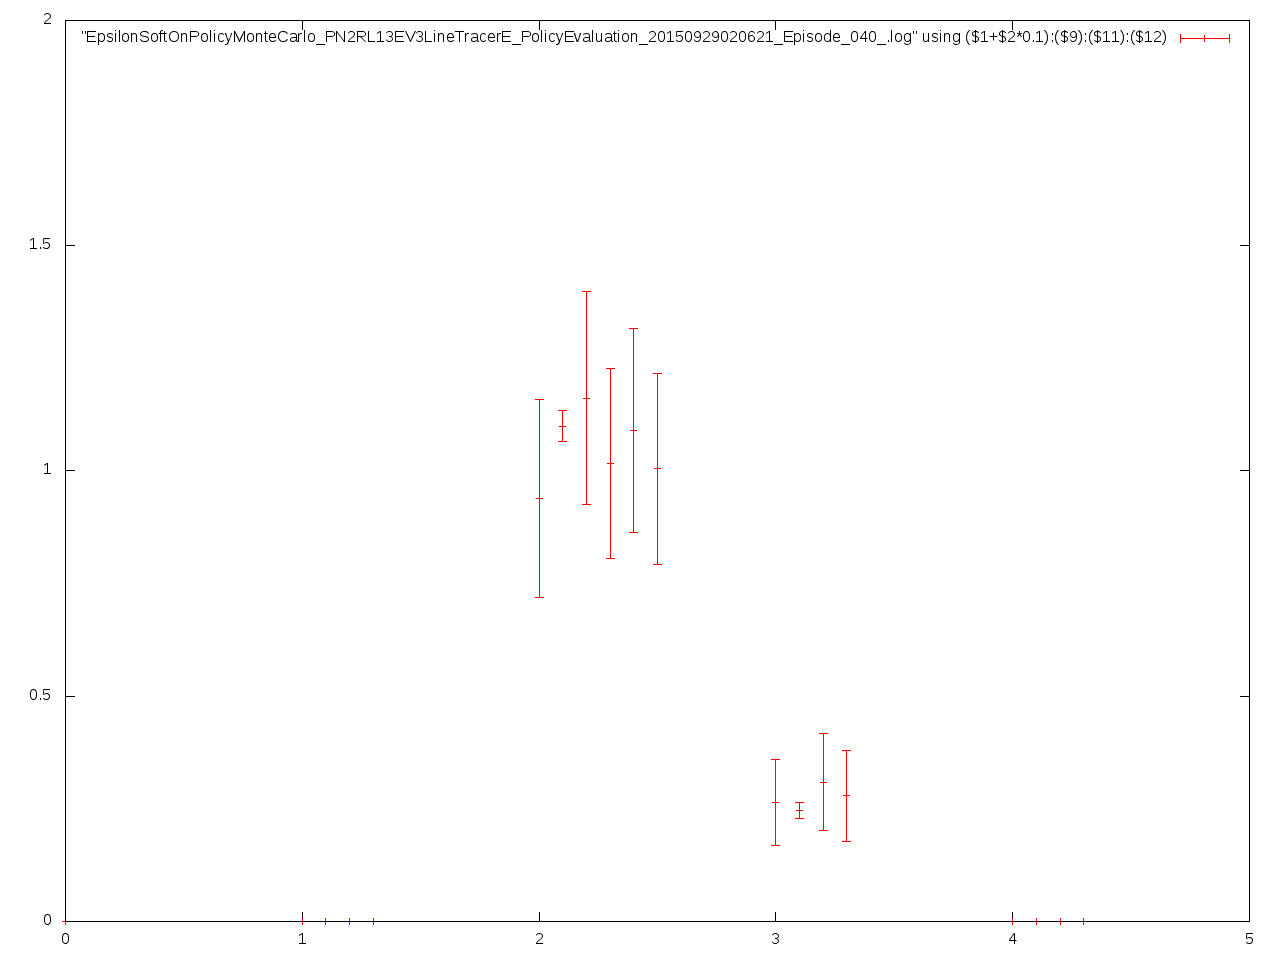 2
"EpsilonSoftOnPolicyMonteCarlo_PN2RL13EV3LineTracerE_PolicyEvaluation_20150929020621_Episode_040_.log" using ($1+$2*0.1):($9):($11):($12)
1.5
1
0.5
0
0 1 2 3 4 5